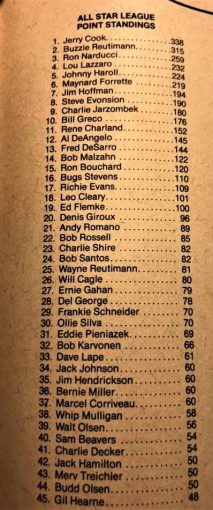 ALL STAR LEAGUE
POINT STANDINGS
1. Jerry Cook.................338
2. Buzzie Reutimann.....315
3. Ron Narducci............259
4. Lou Lazzaro..............232
5. Johnny Haroll...........224
6. Maynard Forrette......219
7. Jim Hoffman.............194
8. Steve Evonsion.........190
9. Charlie Jarzombek....180
10. Bill Greco................176
11. Rene Charland........152
12. Al DeAngelo............145
13. Fred DeSarro..........144
14. Bob Malzahn..........122
15. Ron Bouchard........120
16. Bugs Stevens..........110
17. Richie Evans...........109
18. Leo Cleary..............101
19. Ed Flemke..............100
20. Denis Giroux...........96
21. Andy Romano.........89
22. Bob Rossell.............85
23. Charlie Shire...........82
24. Bob Santos.............82
25. Wayne Reutimann...81
26. Will Cagle...............80
27. Ernie Gahan............79
28. Del George.............78
29. Frankie Schneider....70
30. Ollie Silva................70
31. Eddie Pieniazek.......69
32. Bob Karvonen.........66
33. Dave Lape...............61
34. Jack Johnson..........60
35. Jim Hendrickson......60
36. Bernie Miller............60
37. Marcel Corriveau.....60
38. Whip Mulligan.........58
39. Walt Olsen..............56
40. Sam Beavers...........54
41. Charlie Decker.........54
42. Jack Hamilton.........50
43. Merv Treichler.........50
44. Budd Olsen.............50
45. Gil Hearne...............48